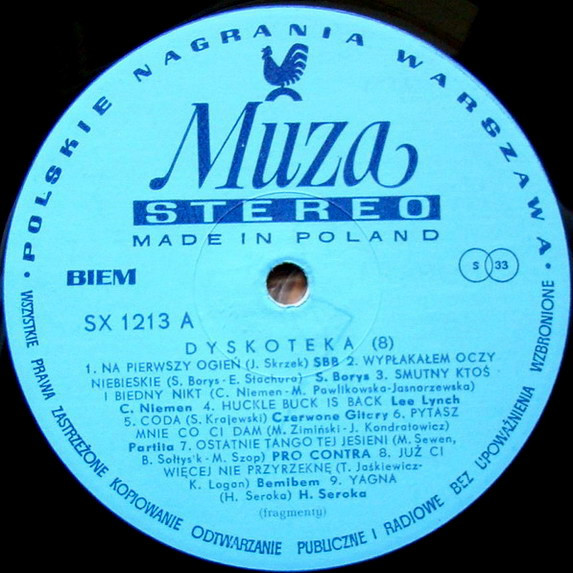 POLSKIE NAGRANIA WARSZAWA
Muza
STEREO
MADE IN POLAND
BIEM
S 33
SX 1213 A
DYSKOTEKA (8)
1. NA PIERWSZY OGIEŃ (J. Skrzek) SBB 2. WYPŁAKAŁEM OCZY
NIEBIESKIE (S. Borys - E. Stachura) S. Borys 3. SMUTNY KTOŚ
I BIEDNY NIKT (C. Niemen - M. Pawlikowska-Jasnorzewska)
C. Niemen 4. HUCKLE BUCK IS BACK Lee Lynch
5. CODA (S. Krajewski) Czerwone Gitary 6. PYTASZ
MNIE CO CI DAM (M. Zimiński - J. Kondratowicz)
Partita 7. OSTATNIE TANGO TEJ JESIENI (M. Sewen,
B. Sołtysik - M. Szop) PRO CONTRA 8. JUŻ CI
WIĘCEJ NIE PRZYRZEKNĘ (T. Jaśkiewicz-
K. Logan) Bemibem 9. YAGNA
(H. Seroka) H. Seroka
(fragmenty)
WSZYSTKIE PRAWA ZASTRZEŻONE KOPIOWANIE ODTWARZANIE PUBLICZNE I RADIOWE BEZ UPOWAŻNIENIA WZBRONIONE